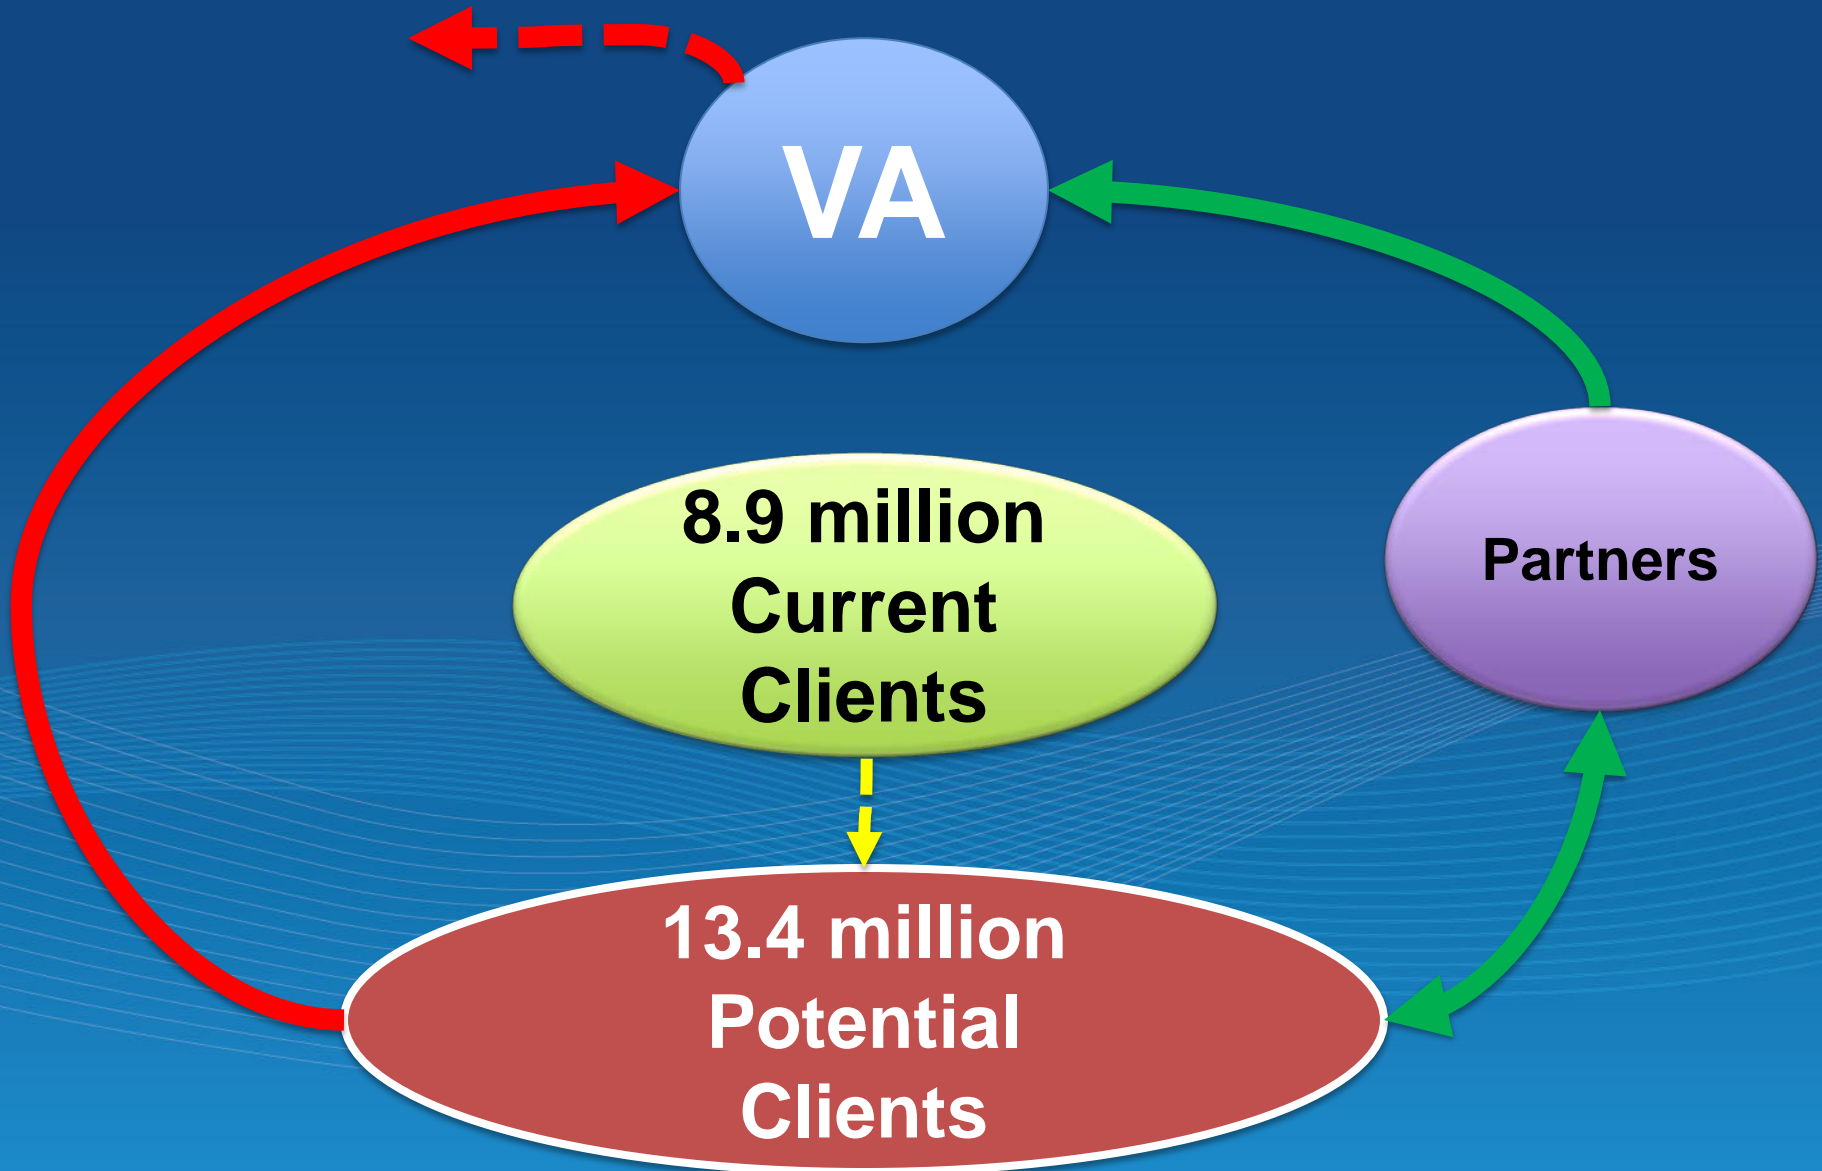 VA
8.9 million
Current
Clients
Partners
13.4 million
Potential
Clients